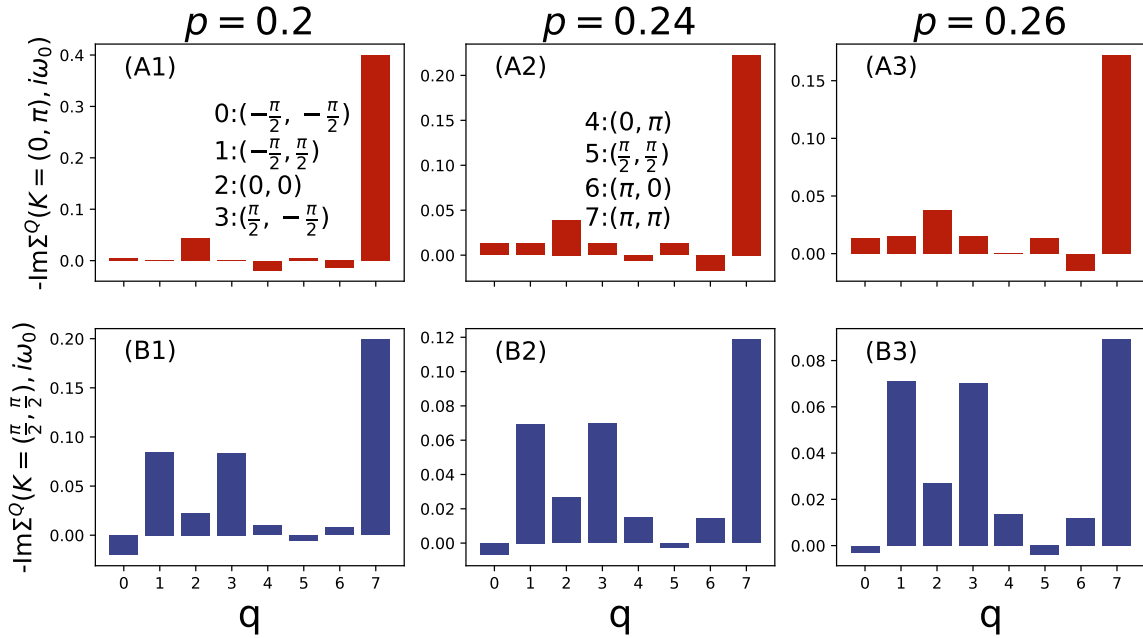 p = 0.2
p = 0.24
p = 0.26
-ImΣ^Q(K = (0, π), iω₀)
0.4
0.3
0.2
0.1
0.0
(A1)
0:(−π/2, −π/2)
1:(−π/2, π/2)
2:(0, 0)
3:(π/2, −π/2)
0.20
0.15
0.10
0.05
0.00
(A2)
4:(0, π)
5:(π/2, π/2)
6:(π, 0)
7:(π, π)
0.15
0.10
0.05
0.00
(A3)
-ImΣ^Q(K = (π/2, π/2), iω₀)
0.20
0.15
0.10
0.05
0.00
(B1)
0 1 2 3 4 5 6 7
q
0.12
0.10
0.08
0.06
0.04
0.02
0.00
(B2)
0 1 2 3 4 5 6 7
q
0.08
0.06
0.04
0.02
0.00
(B3)
0 1 2 3 4 5 6 7
q